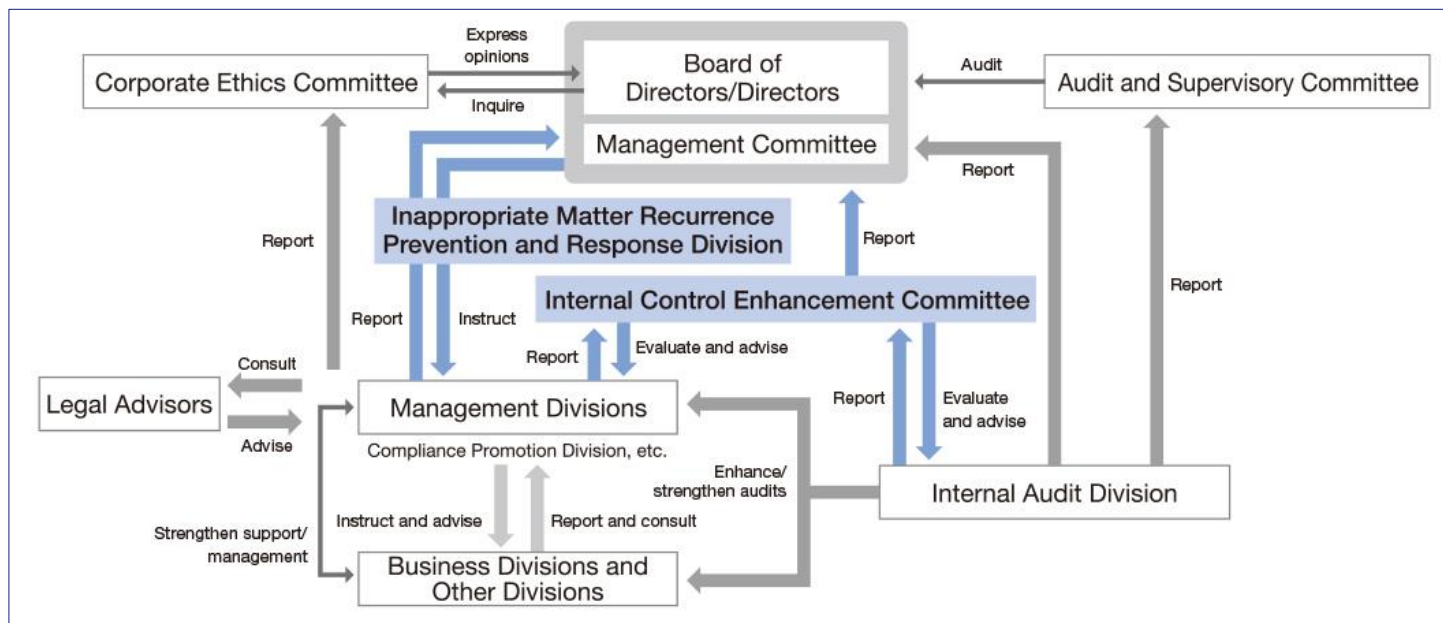 Express
opinions
Corporate Ethics Committee
Inquire
Board of
Directors/Directors
Management Committee
Audit
Audit and Supervisory Committee
Report
Inappropriate Matter Recurrence
Prevention and Response Division
Report
Report
Report
Internal Control Enhancement Committee
Report
Instruct
Report
Evaluate and advise
Consult
Legal Advisors
Advise
Management Divisions
Compliance Promotion Division, etc.
Report
Evaluate
and advise
Enhance/
strengthen audits
Internal Audit Division
Instruct and advise
Report and consult
Strengthen support/
management
Business Divisions and
Other Divisions